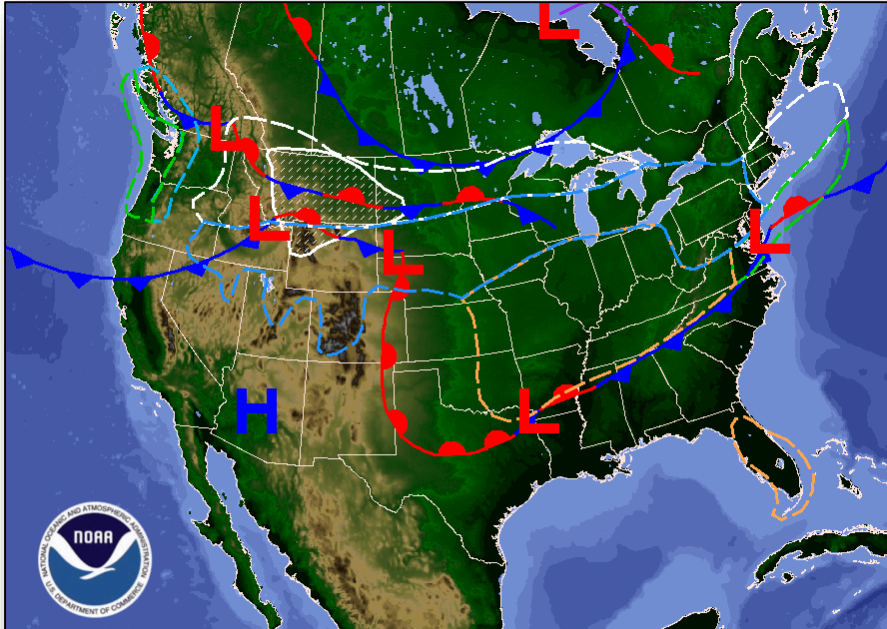 L
L
L
L
L
H
L
NOAA
NATIONAL OCEANIC AND ATMOSPHERIC ADMINISTRATION
U.S. DEPARTMENT OF COMMERCE